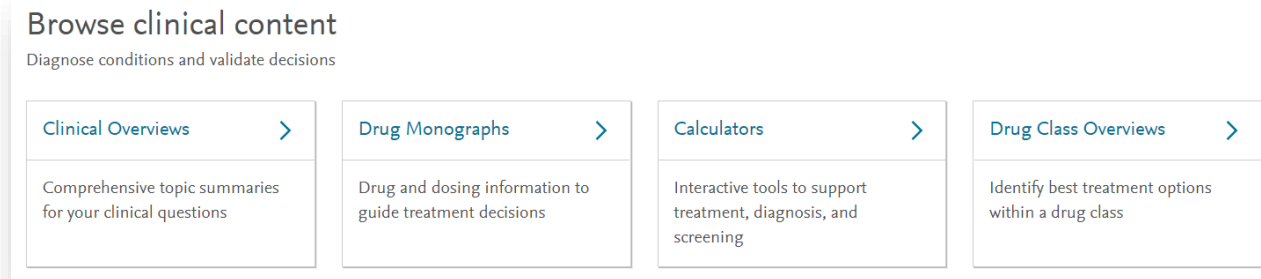 Browse clinical content
Diagnose conditions and validate decisions
Clinical Overviews
Comprehensive topic summaries
for your clinical questions
Drug Monographs
Drug and dosing information to
guide treatment decisions
Calculators
Interactive tools to support
treatment, diagnosis, and
screening
Drug Class Overviews
Identify best treatment options
within a drug class